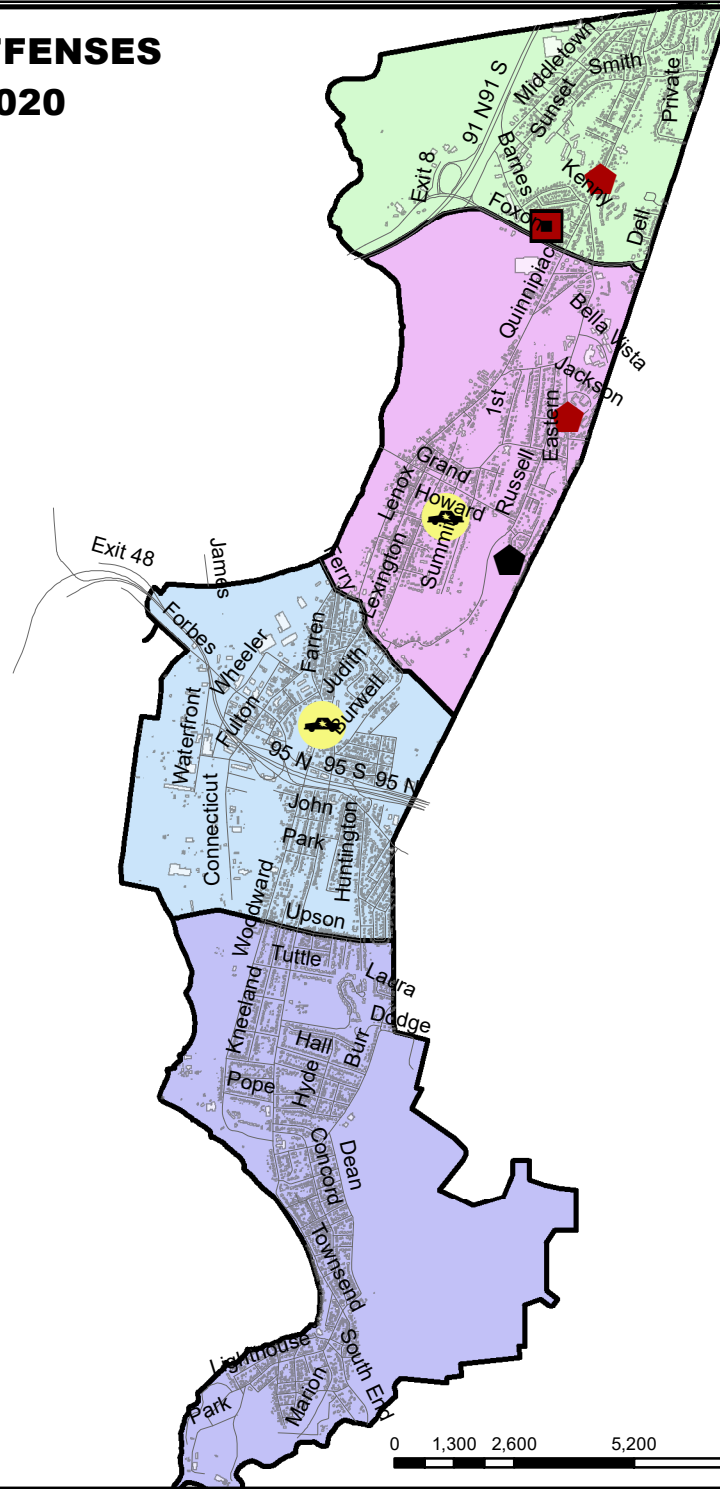 FFENSES
020
Middletown
Smith
Private
91 N
91 S
Sunset
Barnes
Exit 8
Kenny
Foxon
Dell
Quinnipiac
Bella Vista
Jackson
1st
Eastern
Grand
Russell
Lenox
Howard
Summit
Exit 48
James
Terry
Lexington
Forbes
Farren
Wheeler
Judith
Burwell
Fulton
Waterfront
95 N
95 S
95 N
Connecticut
John
Park
Huntington
Woodward
Upson
Tuttle
Laura
Kneeland
Dodge
Hall
Burr
Pope
Hyde
Concord
Dean
Townsend
Lighthouse
South End
Marion
Park
0 1,300 2,600 5,200